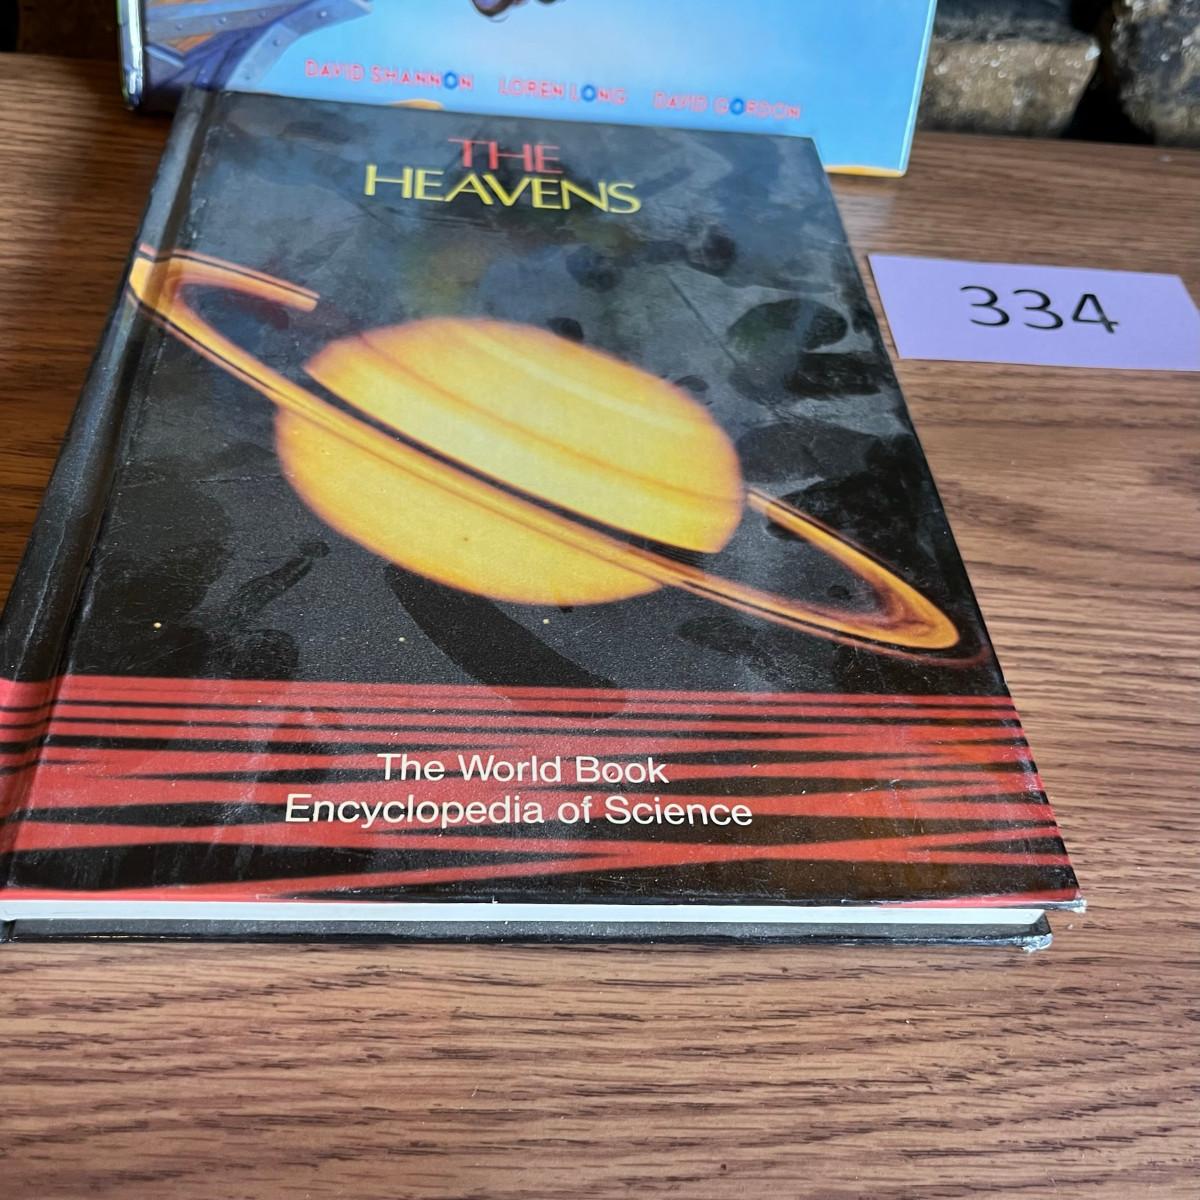 DAVID SHANNON LOREN LONG DAVID GORDON
THE
HEAVENS
334
The World Book
Encyclopedia of Science